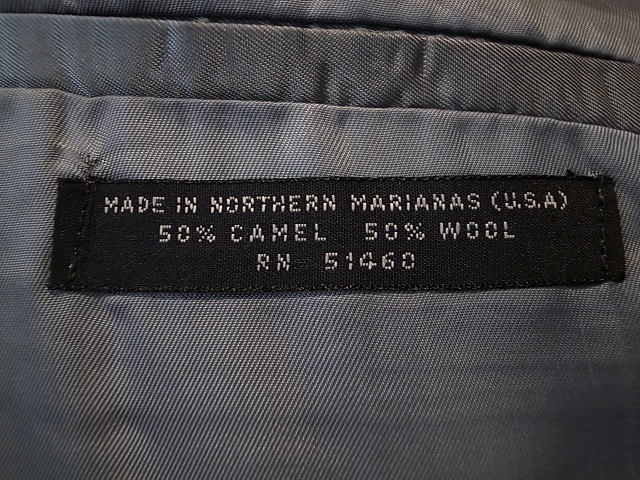 MADE IN NORTHERN MARIANAS (U.S.A)
50% CAMEL 50% WOOL
RN 51460